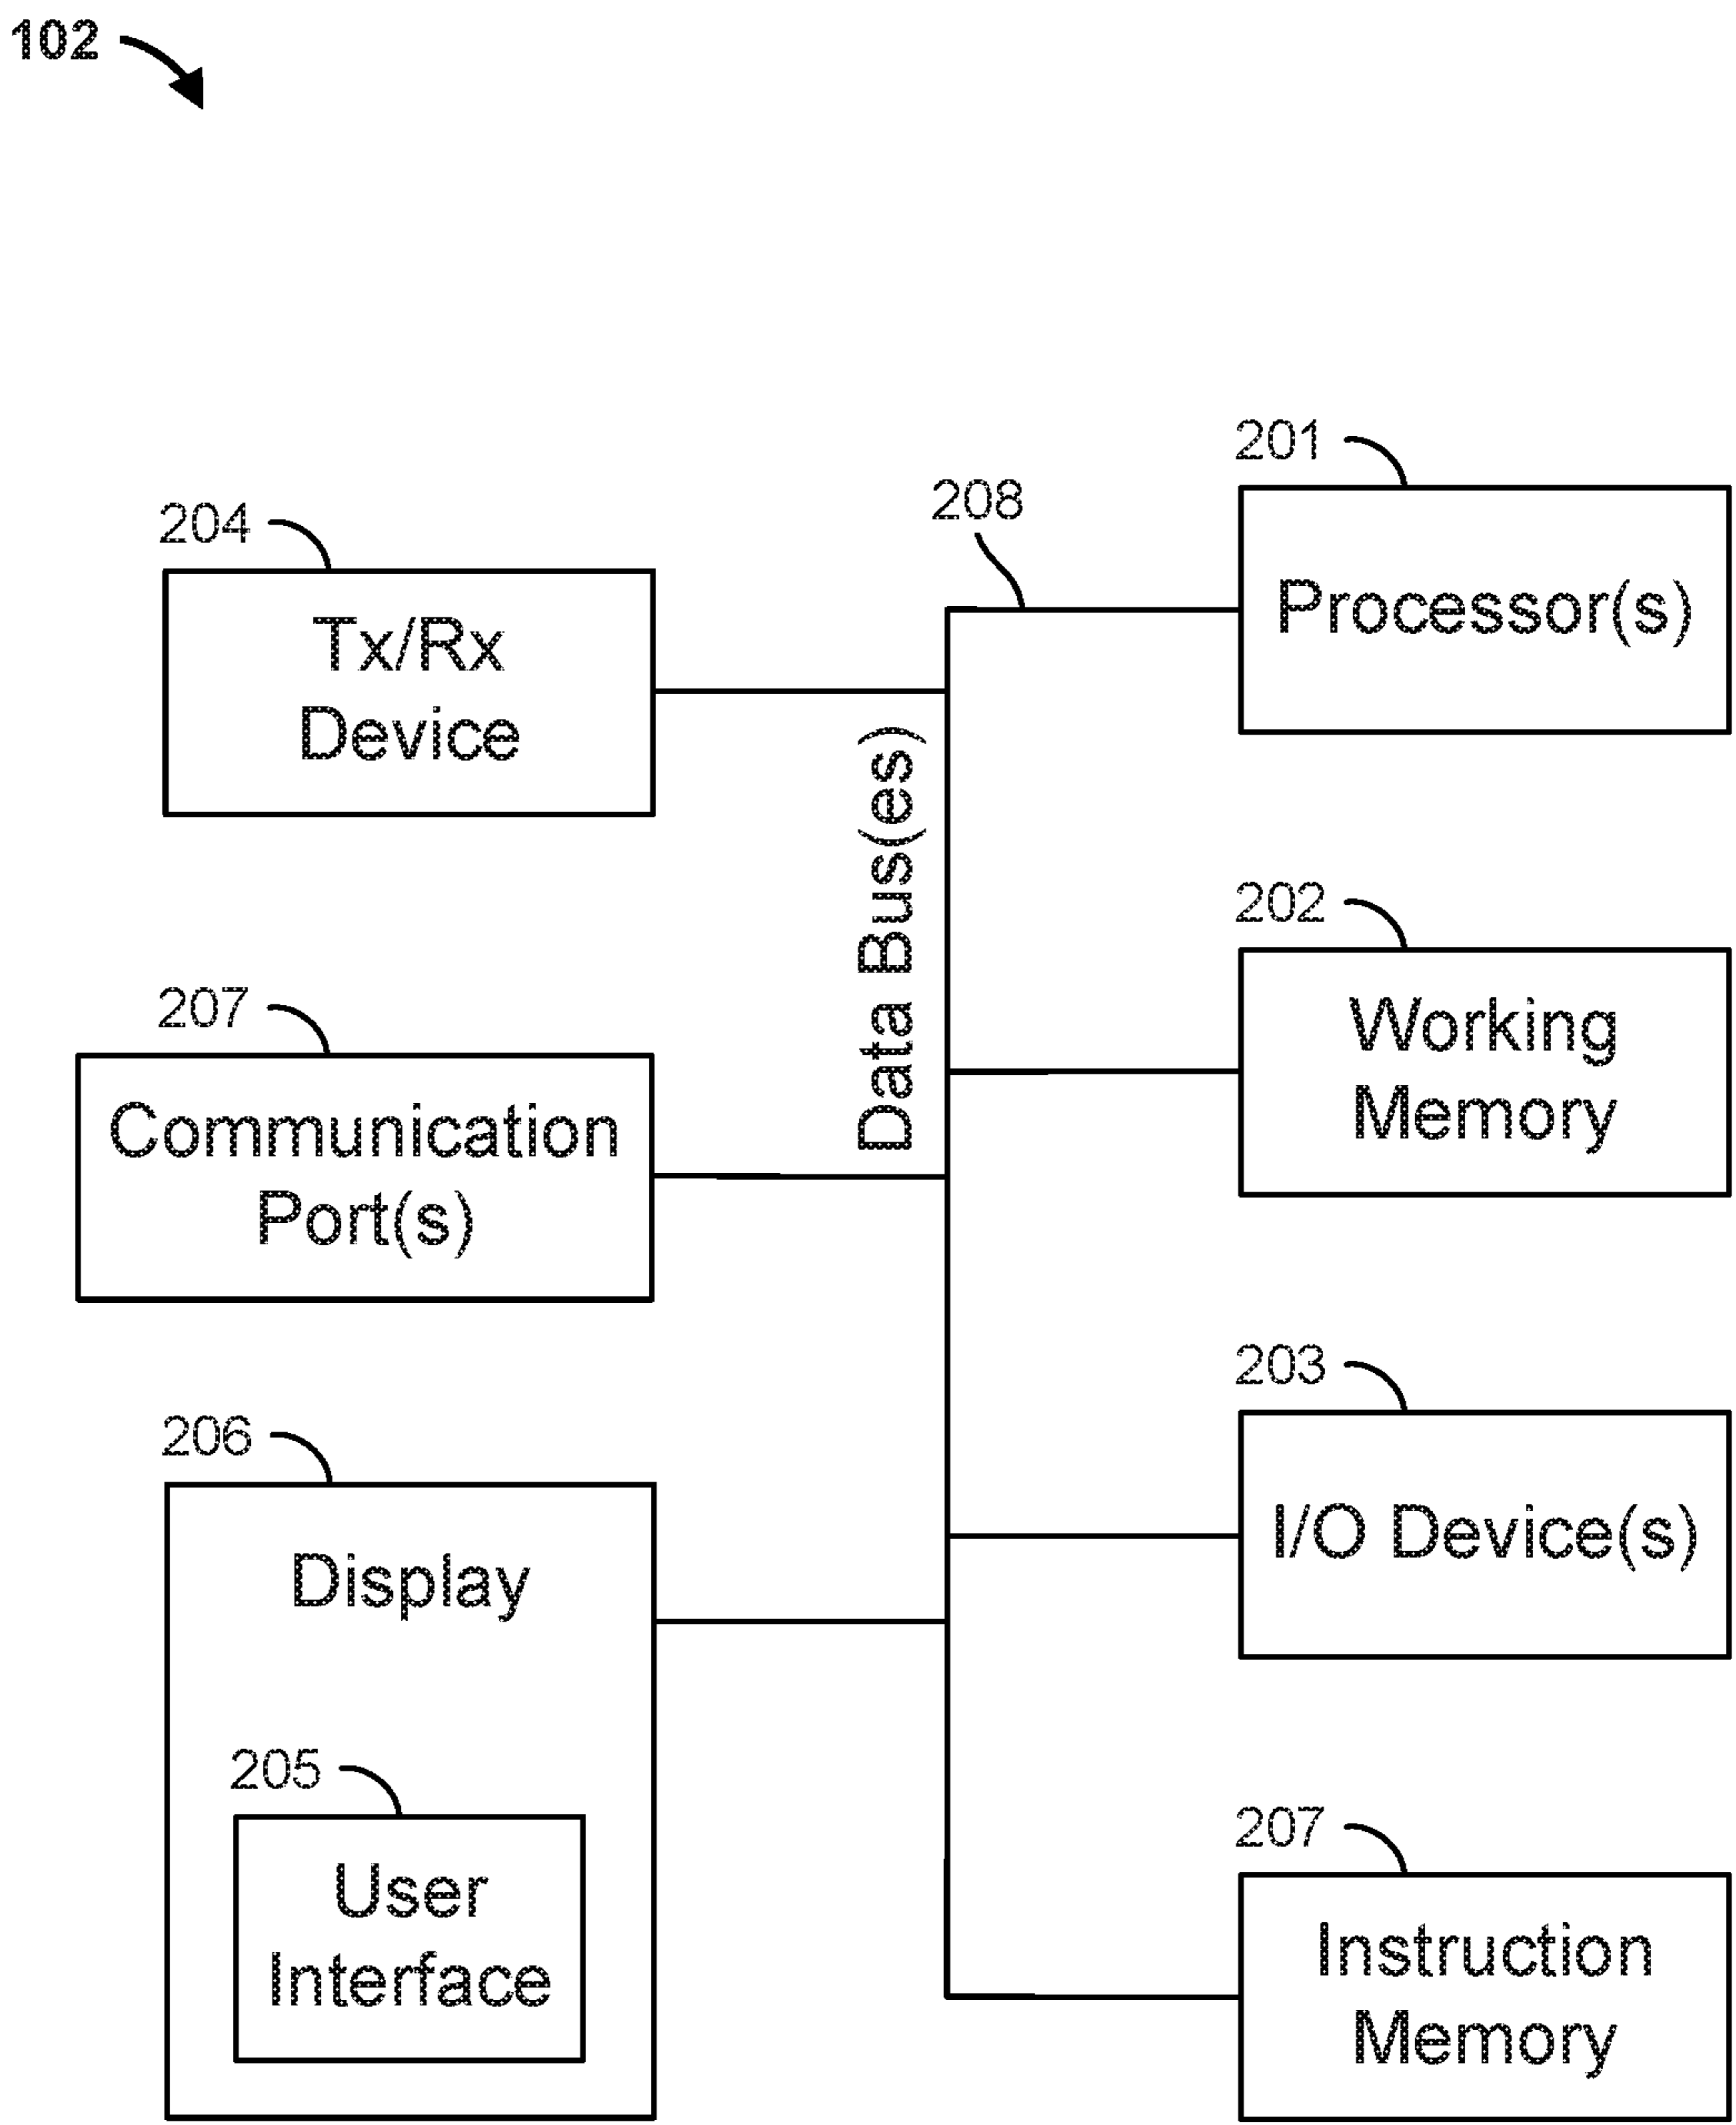 102
204
Tx/Rx
Device
207
Communication
Port(s)
206
Display
205
User
Interface
Data Bus(es)
208
201
Processor(s)
202
Working
Memory
203
I/O Device(s)
207
Instruction
Memory